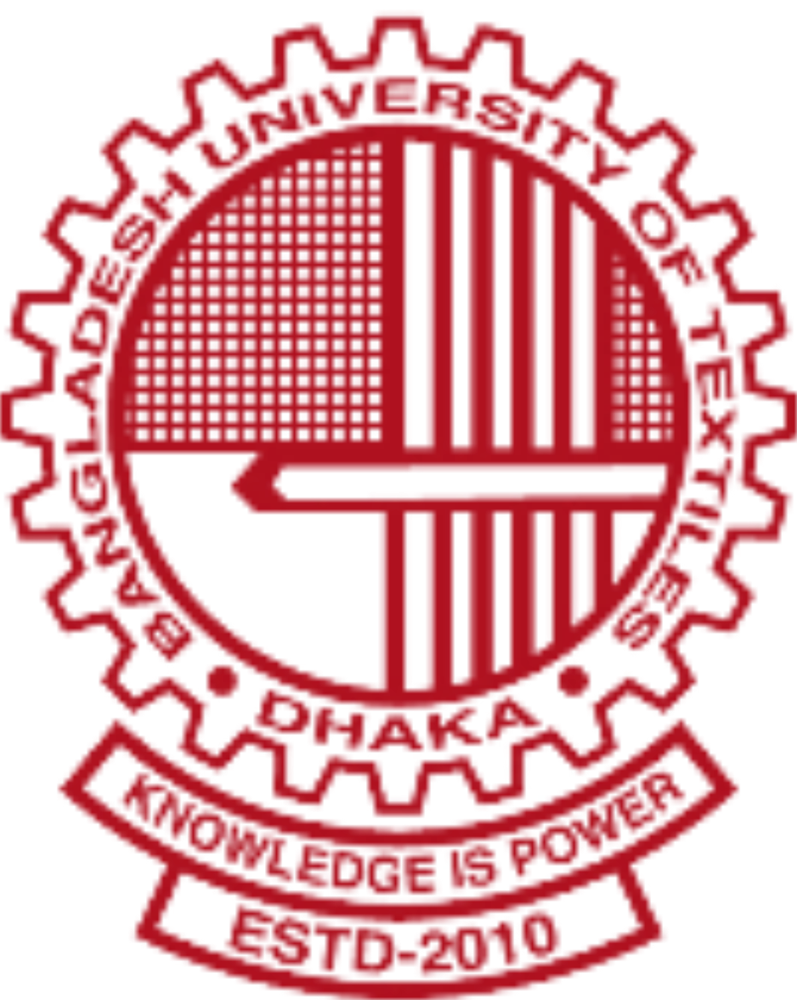 BANGLADESH UNIVERSITY OF TEXTILES
DHAKA
KNOWLEDGE IS POWER
ESTD-2010